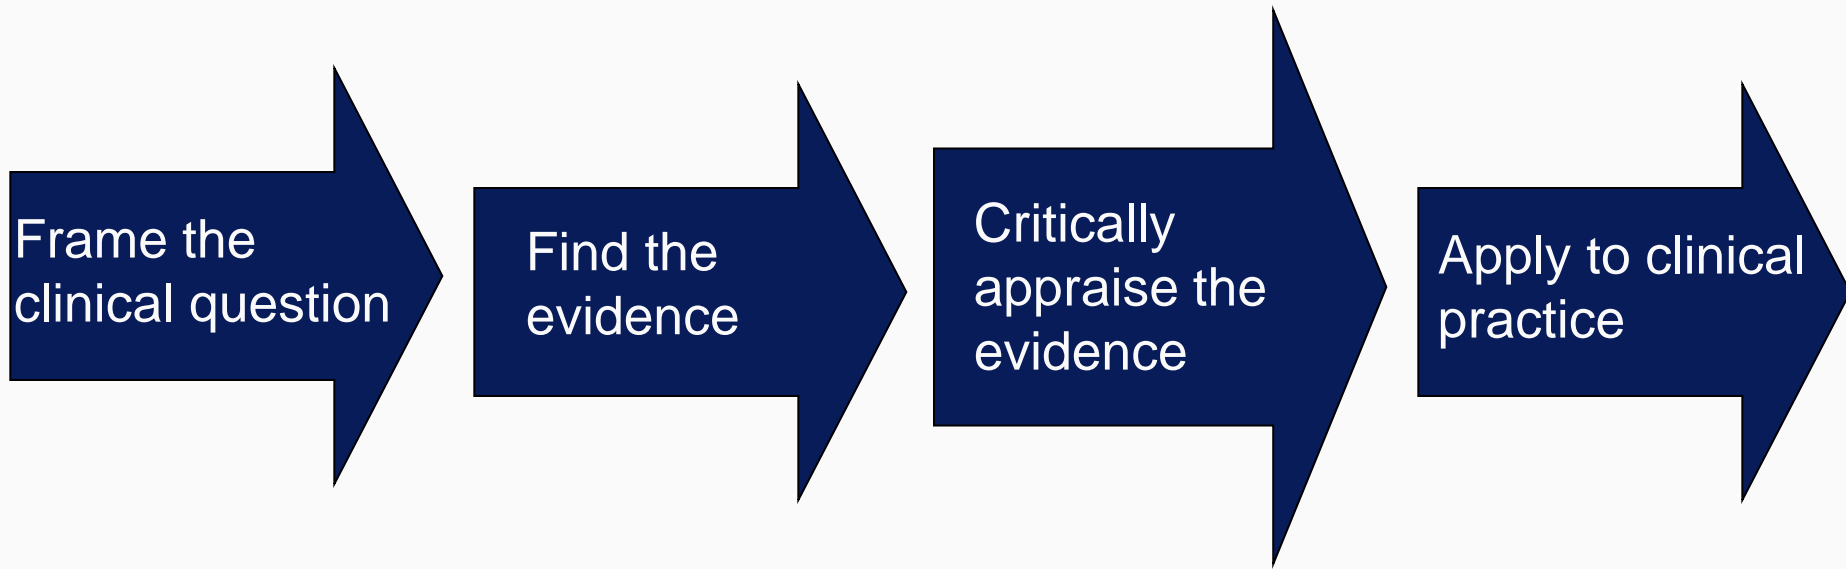 Frame the
clinical question
Find the
evidence
Critically
appraise the
evidence
Apply to clinical
practice